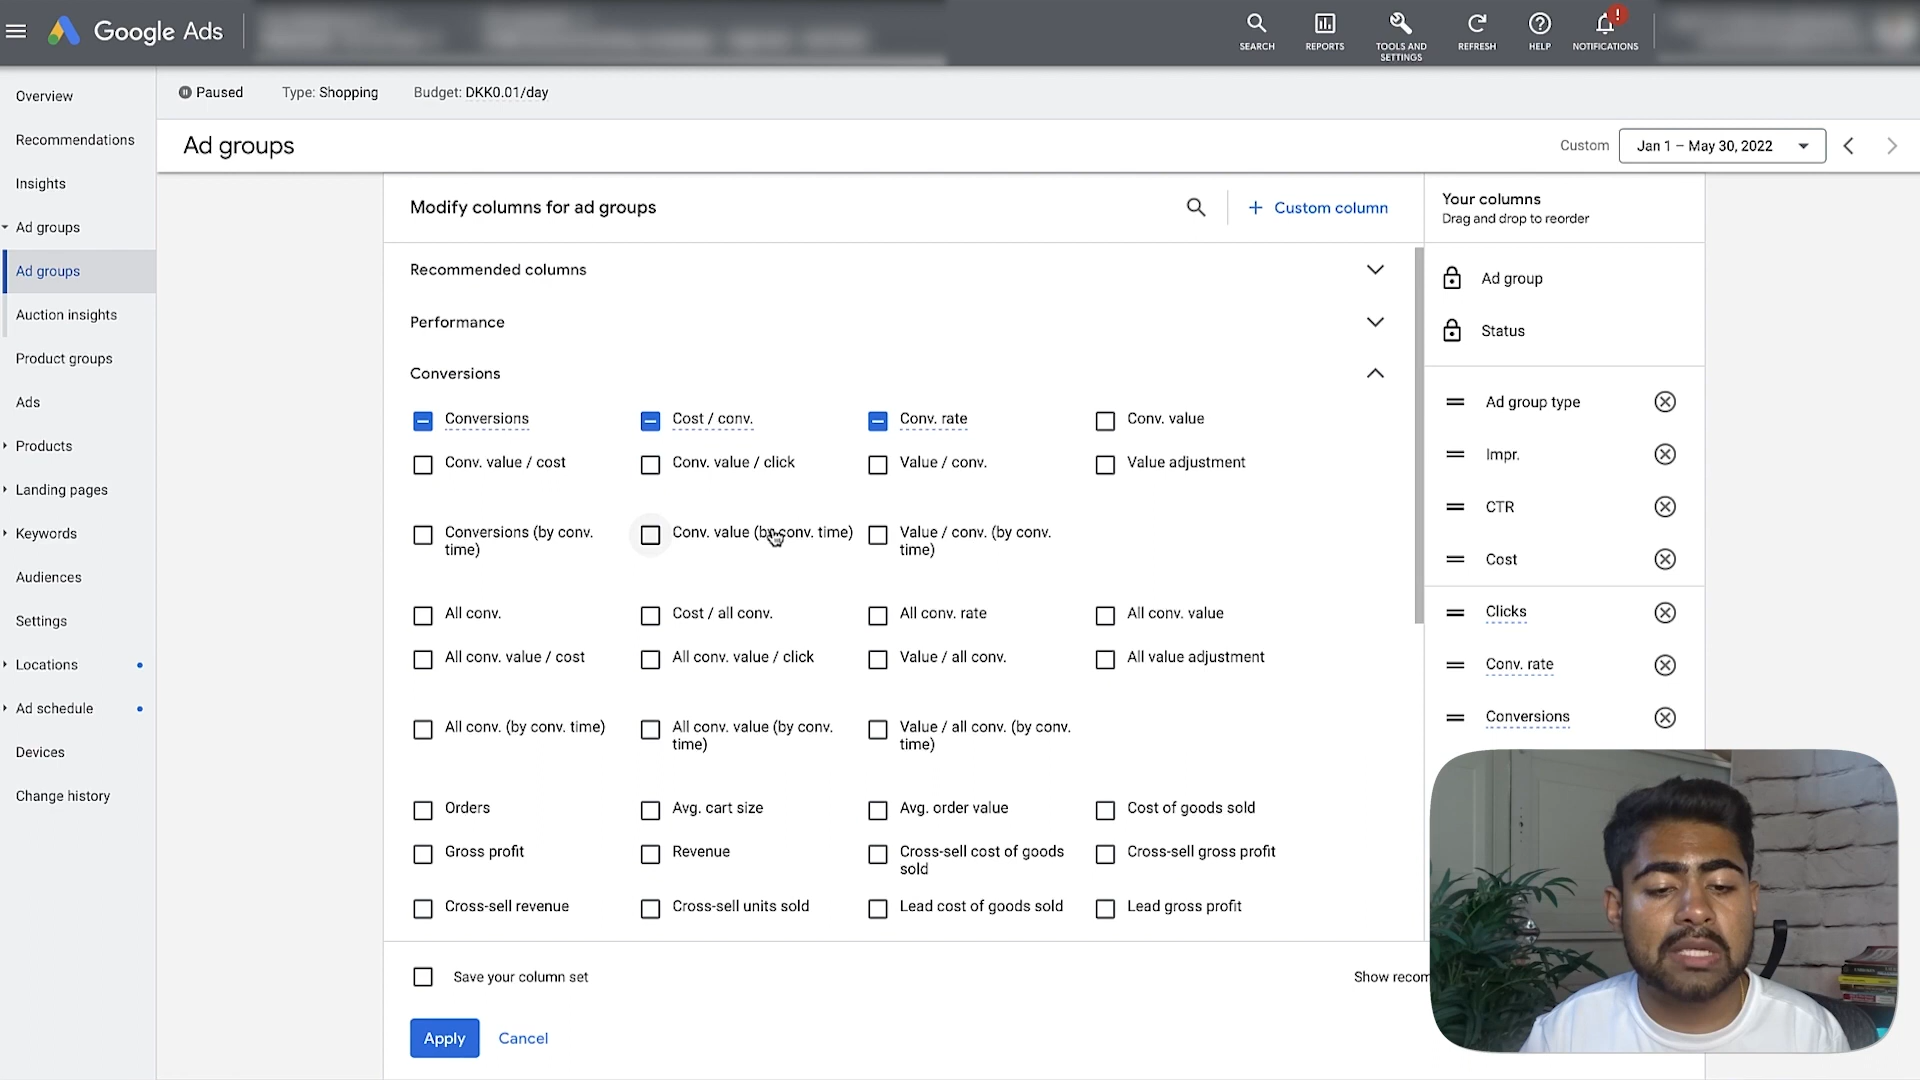 Google Ads
SEARCH
REPORTS
TOOLS AND
SETTINGS
REFRESH
HELP
!
NOTIFICATIONS
Overview
Recommendations
Insights
Ad groups
Ad groups
Auction insights
Product groups
Ads
Products
Landing pages
Keywords
Audiences
Settings
Locations
Ad schedule
Devices
Change history
Paused Type: Shopping Budget: DKK0.01/day
Ad groups
Custom Jan 1 – May 30, 2022
Modify columns for ad groups
+ Custom column
Recommended columns
Performance
Conversions
Conversions Cost / conv. Conv. rate Conv. value
Conv. value / cost Conv. value / click Value / conv. Value adjustment
Conversions (by conv.
time)
Conv. value (by conv. time)
Value / conv. (by conv.
time)
All conv. Cost / all conv. All conv. rate All conv. value
All conv. value / cost All conv. value / click Value / all conv. All value adjustment
All conv. (by conv. time)
All conv. value (by conv.
time)
Value / all conv. (by conv.
time)
Orders Avg. cart size Avg. order value Cost of goods sold
Gross profit Revenue
Cross-sell cost of goods
sold
Cross-sell gross profit
Cross-sell revenue Cross-sell units sold Lead cost of goods sold Lead gross profit
Save your column set
Show recom
Apply Cancel
Your columns
Drag and drop to reorder
Ad group
Status
Ad group type
Impr.
CTR
Cost
Clicks
Conv. rate
Conversions